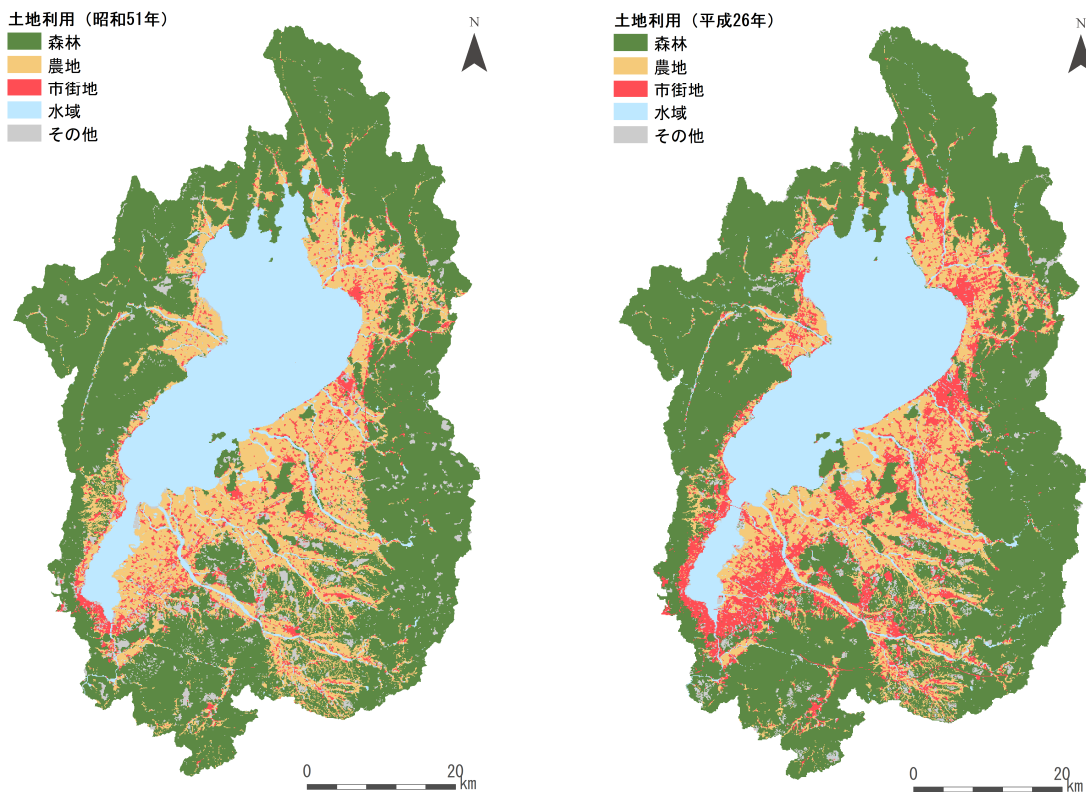 土地利用（昭和51年）
森林
農地
市街地
水域
その他
N
0 20
km
土地利用（平成26年）
森林
農地
市街地
水域
その他
N
0 20
km